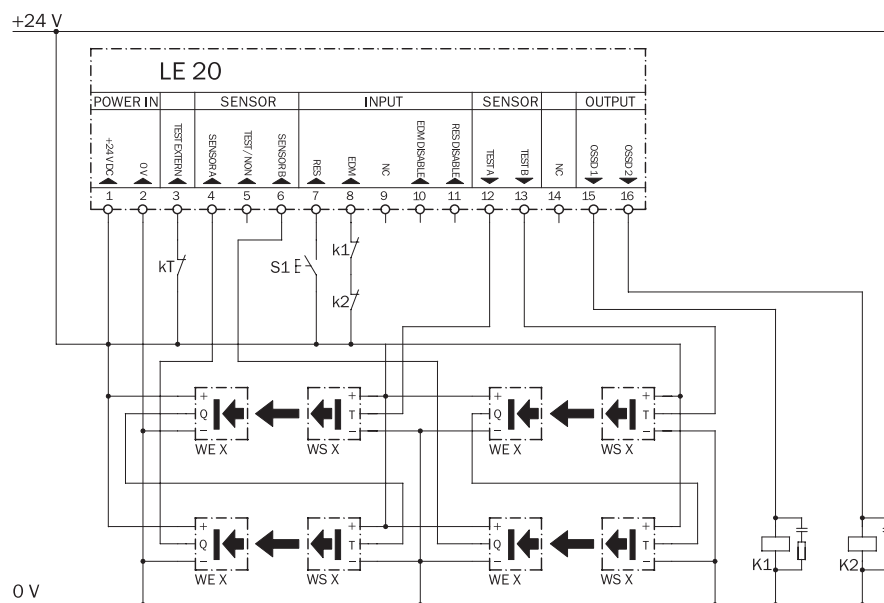 +24 V
LE 20
POWER IN SENSOR INPUT SENSOR OUTPUT
+24 V DC
0 V
TEST EXTERN
SENSOR A
TEST / NON
SENSOR B
RES
EDM
NC
EDM DISABLE
RES DISABLE
TEST A
TEST B
NC
OSSD 1
OSSD 2
1 2 3 4 5 6 7 8 9 10 11 12 13 14 15 16
kT
S1
k1
k2
+ + + +
Q T Q T
− − − −
WE X WS X WE X WS X
+ + + +
Q T Q T
− − − −
WE X WS X WE X WS X
K1 K2
0 V